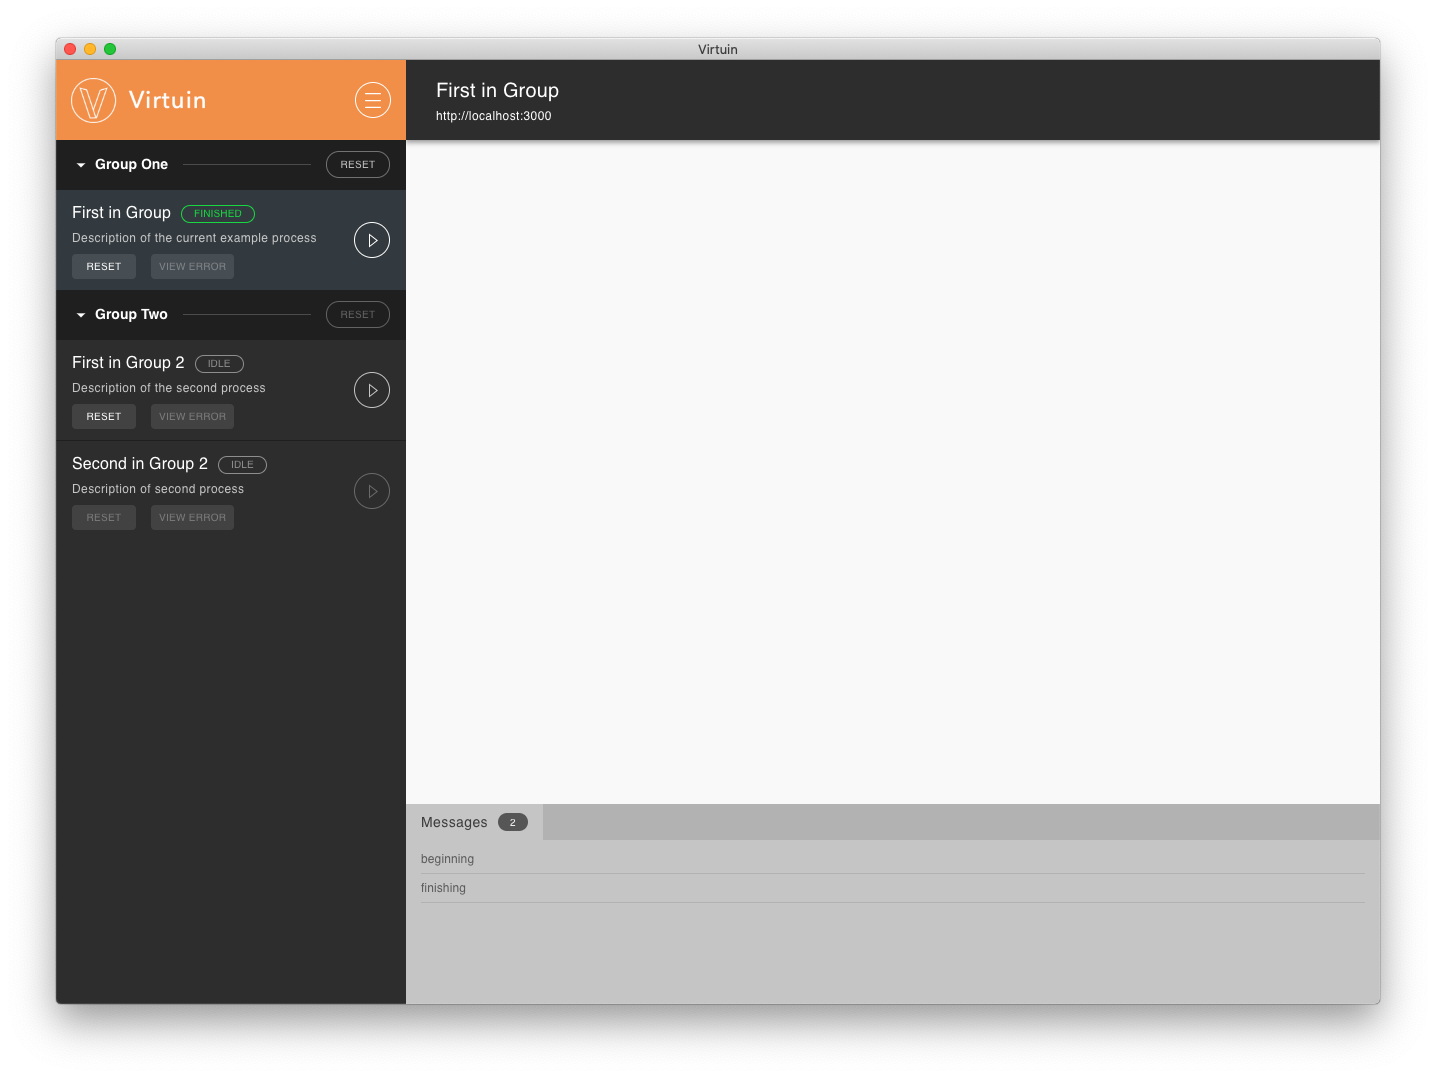 Virtuin
Virtuin
First in Group
http://localhost:3000
Group One
RESET
First in Group
FINISHED
Description of the current example process
RESET
VIEW ERROR
Group Two
RESET
First in Group 2
IDLE
Description of the second process
RESET
VIEW ERROR
Second in Group 2
IDLE
Description of second process
RESET
VIEW ERROR
Messages
2
beginning
finishing